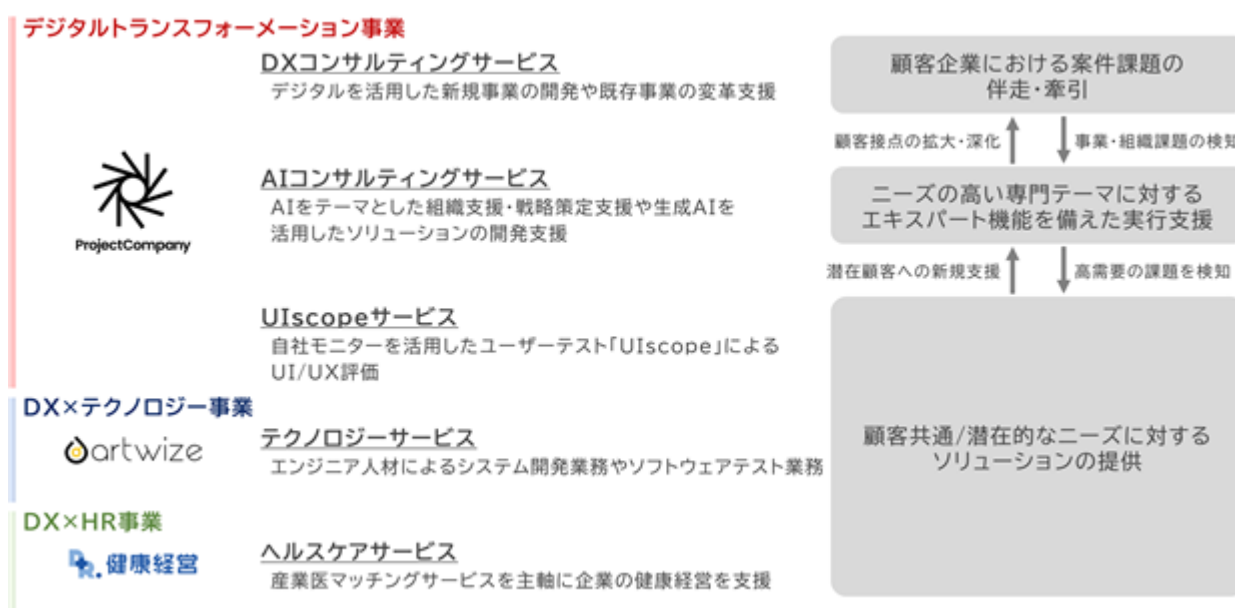 デジタルトランスフォーメーション事業
DXコンサルティングサービス
デジタルを活用した新規事業の開発や既存事業の変革支援
ProjectCompany
AIコンサルティングサービス
AIをテーマとした組織支援・戦略策定支援や生成AIを
活用したソリューションの開発支援
UIscopeサービス
自社モニターを活用したユーザーテスト「UIscope」による
UI/UX評価
DX×テクノロジー事業
artwize
テクノロジーサービス
エンジニア人材によるシステム開発業務やソフトウェアテスト業務
DX×HR事業
DR.健康経営
ヘルスケアサービス
産業医マッチングサービスを主軸に企業の健康経営を支援
顧客企業における案件課題の
伴走・牽引
顧客接点の拡大・深化
事業・組織課題の検知
ニーズの高い専門テーマに対する
エキスパート機能を備えた実行支援
潜在顧客への新規支援
高需要の課題を検知
顧客共通/潜在的なニーズに対する
ソリューションの提供